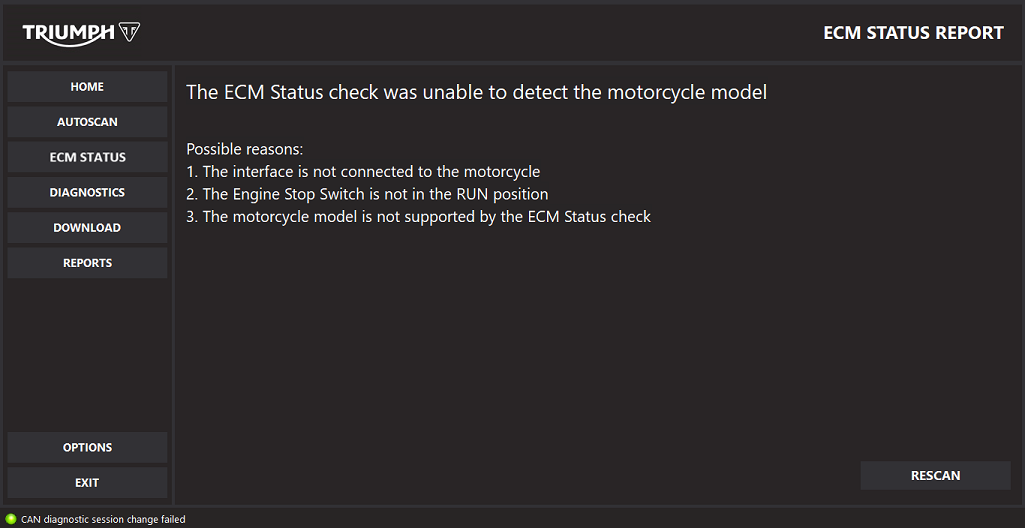 TRIUMPH
ECM STATUS REPORT
HOME
AUTOSCAN
ECM STATUS
DIAGNOSTICS
DOWNLOAD
REPORTS
OPTIONS
EXIT
The ECM Status check was unable to detect the motorcycle model
Possible reasons:
1. The interface is not connected to the motorcycle
2. The Engine Stop Switch is not in the RUN position
3. The motorcycle model is not supported by the ECM Status check
RESCAN
CAN diagnostic session change failed